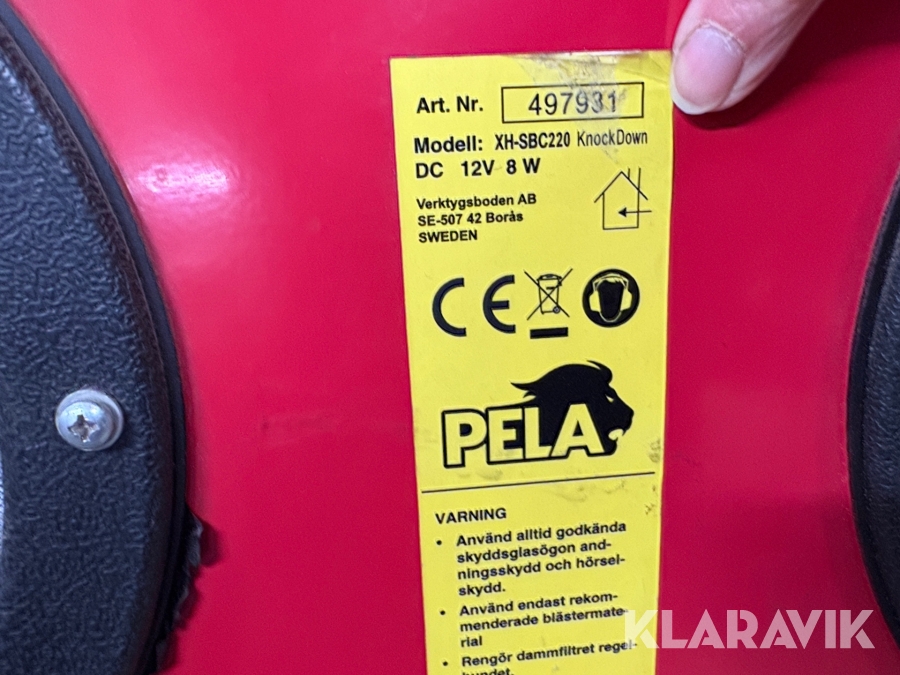 Art. Nr. 497931
Modell: XH-SBC220 KnockDown
DC 12V 8 W
Verktygsboden AB
SE-507 42 Borås
SWEDEN
CE
PELA
VARNING
• Använd alltid godkända
skyddsglasögon and-
ningsskydd och hörsel-
skydd.
• Använd endast rekom-
menderade blästermate-
rial
• Rengör dammfiltret regel-
bundet.
KLARAVIK